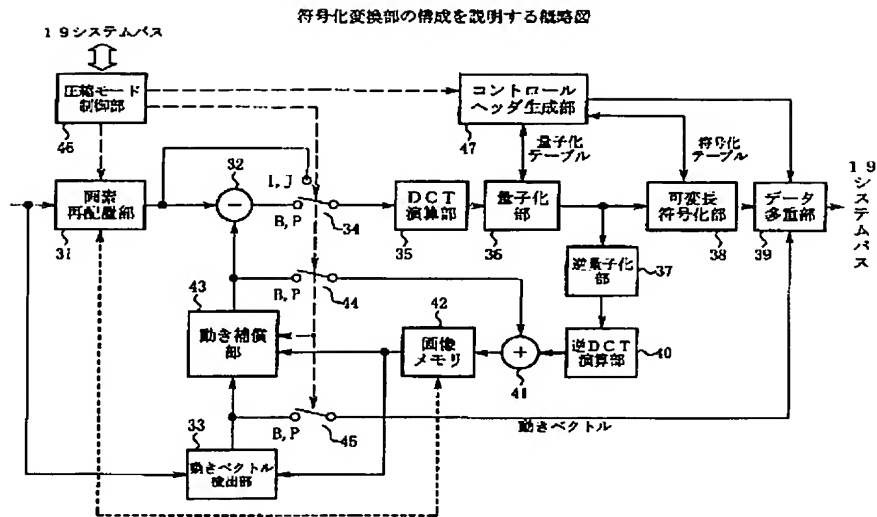 符号化変換部の構成を説明する概略図
19システムバス
圧縮モード
制御部
46
コントロール
ヘッダ生成部
47
量子化
テーブル
符号化
テーブル
19
システムバス
画素
再配置部
31
32
−
I,J
B,P
34
DCT
演算部
35
量子化
部
36
可変長
符号化部
38
データ
多重部
39
逆量子化
部
37
B,P
44
43
動き補償
部
42
画像
メモリ
+
41
逆DCT
演算部
40
B,P
45
動きベクトル
33
動きベクトル
検出部